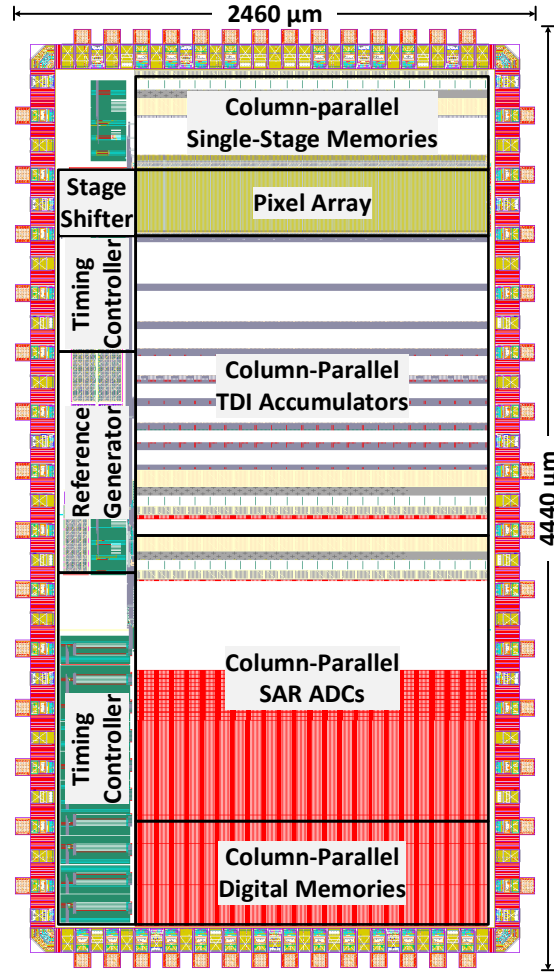 2460 µm
Column-parallel
Single-Stage Memories
Stage
Shifter
Pixel Array
Timing
Controller
Column-Parallel
TDI Accumulators
Reference
Generator
4440 µm
Column-Parallel
SAR ADCs
Timing
Controller
Column-Parallel
Digital Memories